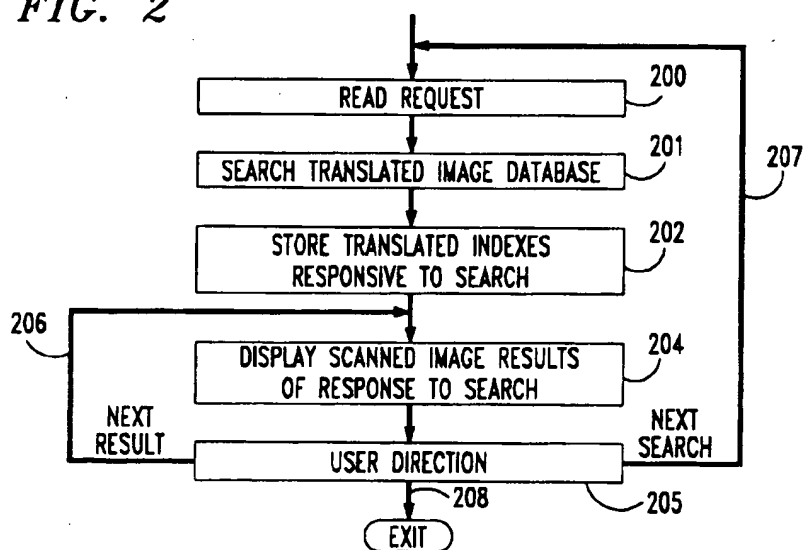 FIG. 2
READ REQUEST
200
SEARCH TRANSLATED IMAGE DATABASE
201
207
STORE TRANSLATED INDEXES
RESPONSIVE TO SEARCH
202
206
DISPLAY SCANNED IMAGE RESULTS
OF RESPONSE TO SEARCH
204
NEXT
RESULT
NEXT
SEARCH
USER DIRECTION
205
208
EXIT